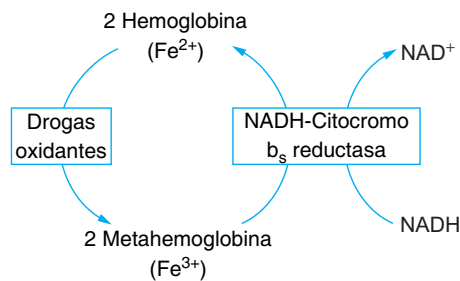 2 Hemoglobina
(Fe²⁺)
NAD⁺
Drogas
oxidantes
NADH-Citocromo
bₛ reductasa
NADH
2 Metahemoglobina
(Fe³⁺)